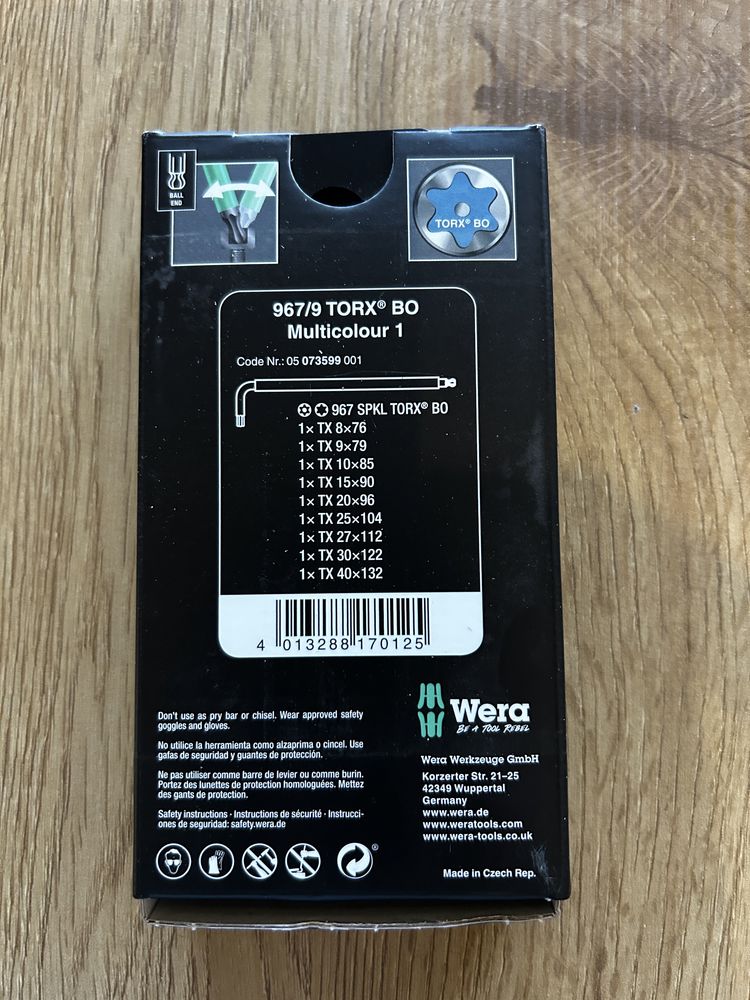 BALL
END
TORX® BO
967/9 TORX® BO
Multicolour 1
Code Nr.: 05 073599 001
967 SPKL TORX® BO
1× TX 8×76
1× TX 9×79
1× TX 10×85
1× TX 15×90
1× TX 20×96
1× TX 25×104
1× TX 27×112
1× TX 30×122
1× TX 40×132
4 013288 170125
Don't use as pry bar or chisel. Wear approved safety
goggles and gloves.
No utilice la herramienta como alzaprima o cincel. Use
gafas de seguridad y guantes de protección.
Ne pas utiliser comme barre de levier ou comme burin.
Portez des lunettes de protection homologuées. Mettez
des gants de protection.
Safety instructions · Instructions de sécurité · Instrucci-
ones de seguridad: safety.wera.de
Wera
BE A TOOL REBEL
Wera Werkzeuge GmbH
Korzerter Str. 21–25
42349 Wuppertal
Germany
www.wera.de
www.weratools.com
www.wera-tools.co.uk
®
Made in Czech Rep.